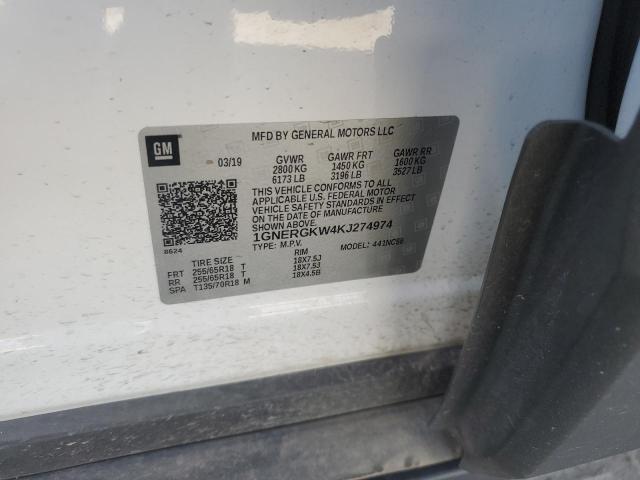 MFD BY GENERAL MOTORS LLC
GM
03/19 GVWR GAWR FRT GAWR RR
2800 KG 1450 KG 1600 KG
6173 LB 3196 LB 3527 LB
THIS VEHICLE CONFORMS TO ALL
APPLICABLE U.S. FEDERAL MOTOR
VEHICLE SAFETY STANDARDS IN EFFECT
ON THE DATE OF MANUFACTURE
SHOWN ABOVE.
1GNERGKW4KJ274974
8624
TYPE: M.P.V. MODEL: 441NC56
TIRE SIZE RIM
FRT 255/65R18 T 18X7.5J
RR 255/65R18 T 18X7.5J
SPA T135/70R18 M 18X4.5B